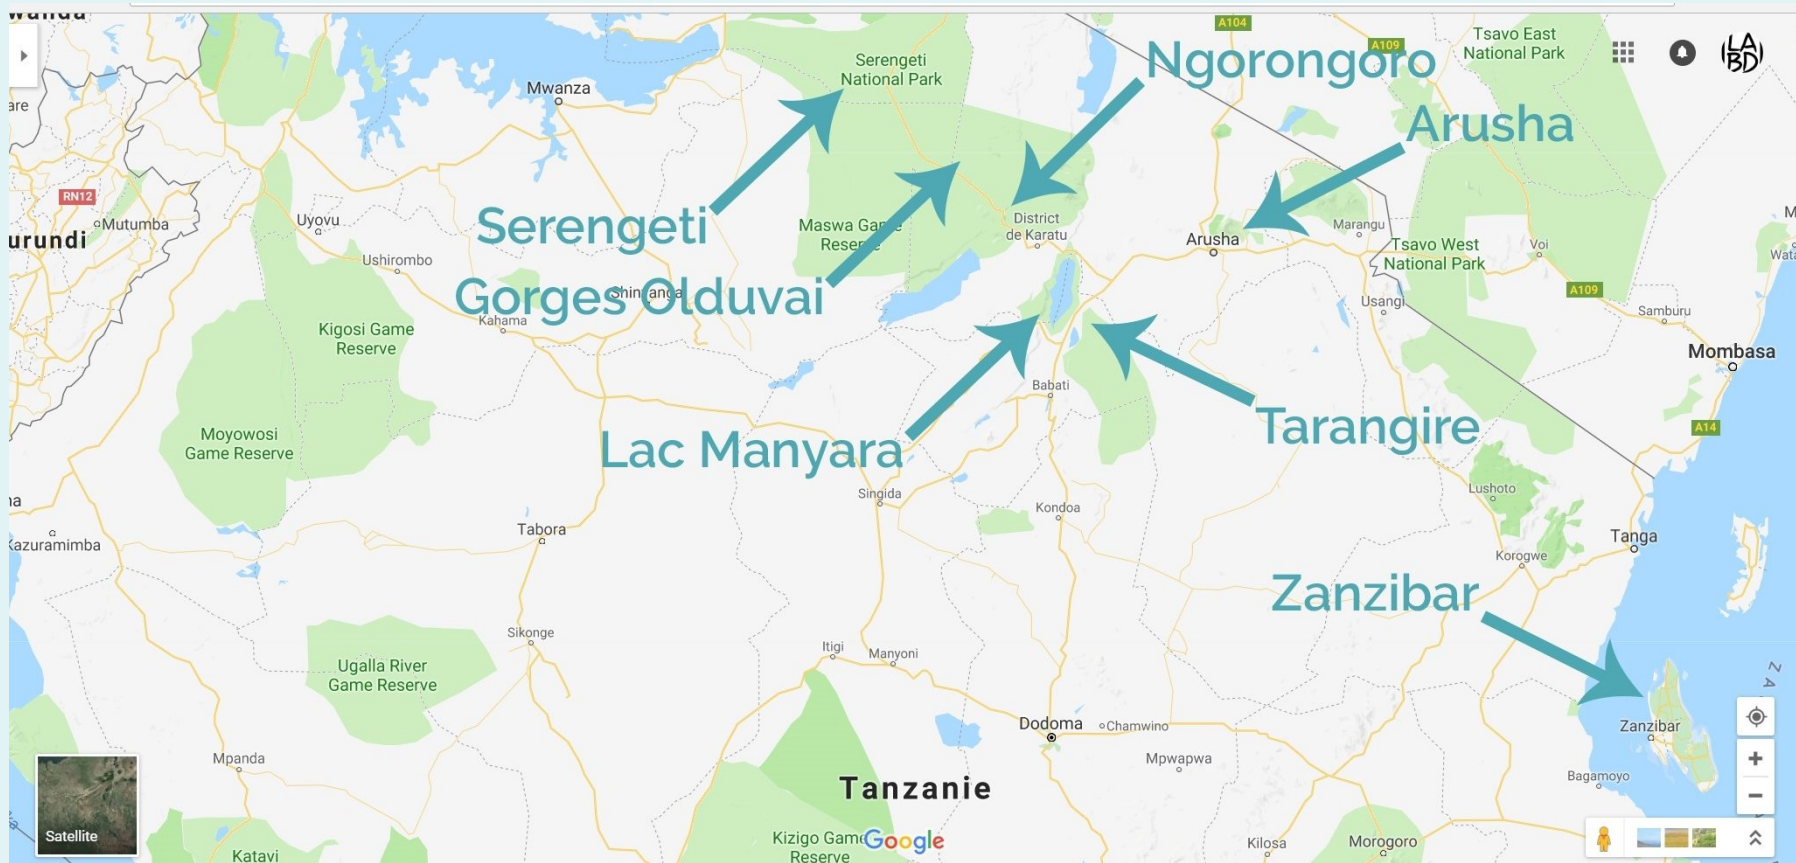 A104
Tsavo East
National Park
A109
Ngorongoro
Serengeti
National Park
Mwanza
Arusha
RN12
Mutumba
Uyovu
urundi
Serengeti
Maswa Game
Reserve
District
de Karatu
Arusha
Marangu
Tsavo West
National Park
Voi
Ushirombo
Gorges Olduvai
Shinyanga
Kahama
Usangi
A109
Samburu
Kigosi Game
Reserve
Mombasa
Babati
Tarangire
A14
Moyowosi
Game Reserve
Lac Manyara
Singida
Kondoa
Lushoto
Tabora
Tanga
Kazuramimba
Korogwe
Zanzibar
Sikonge
Itigi
Manyoni
Ugalla River
Game Reserve
Dodoma
Chamwino
Zanzibar
Mpanda
Mpwapwa
Bagamoyo
Tanzanie
Satellite
Kizigo Game
Reserve
Google
Kilosa
Morogoro
Katavi
Z A
LA
BD